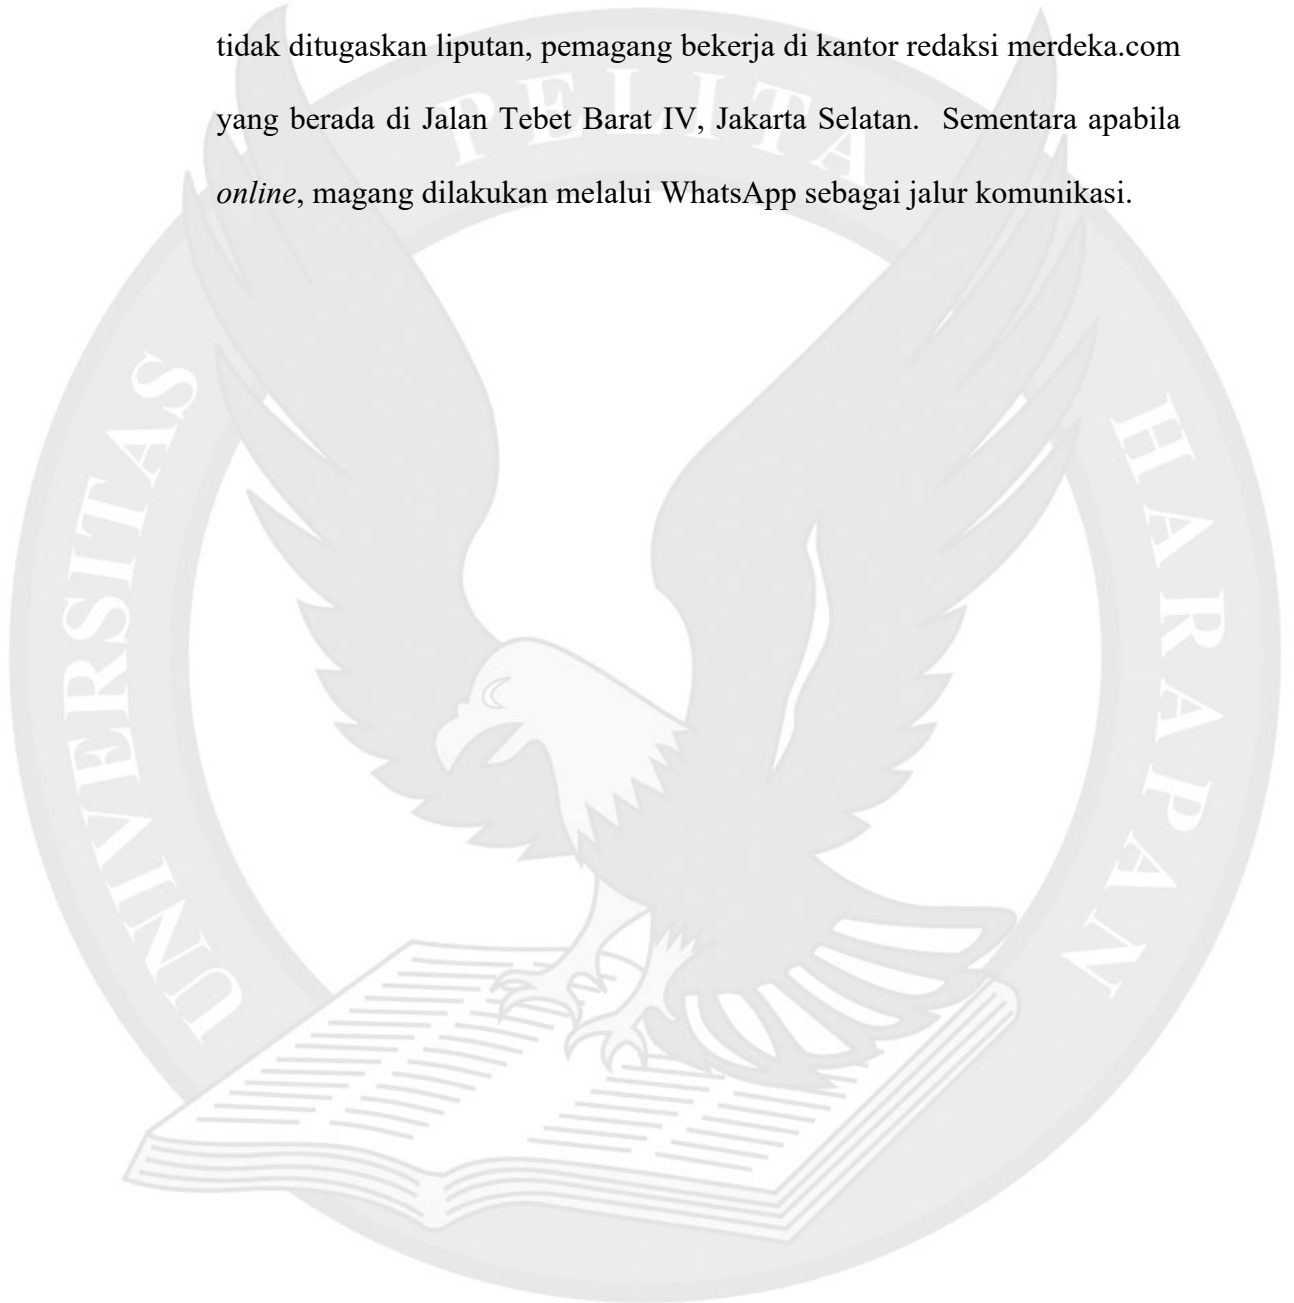 tidak ditugaskan liputan, pemagang bekerja di kantor redaksi merdeka.com
yang berada di Jalan Tebet Barat IV, Jakarta Selatan. Sementara apabila
online, magang dilakukan melalui WhatsApp sebagai jalur komunikasi.
UNIVERSITAS
PELITA
HARAPAN